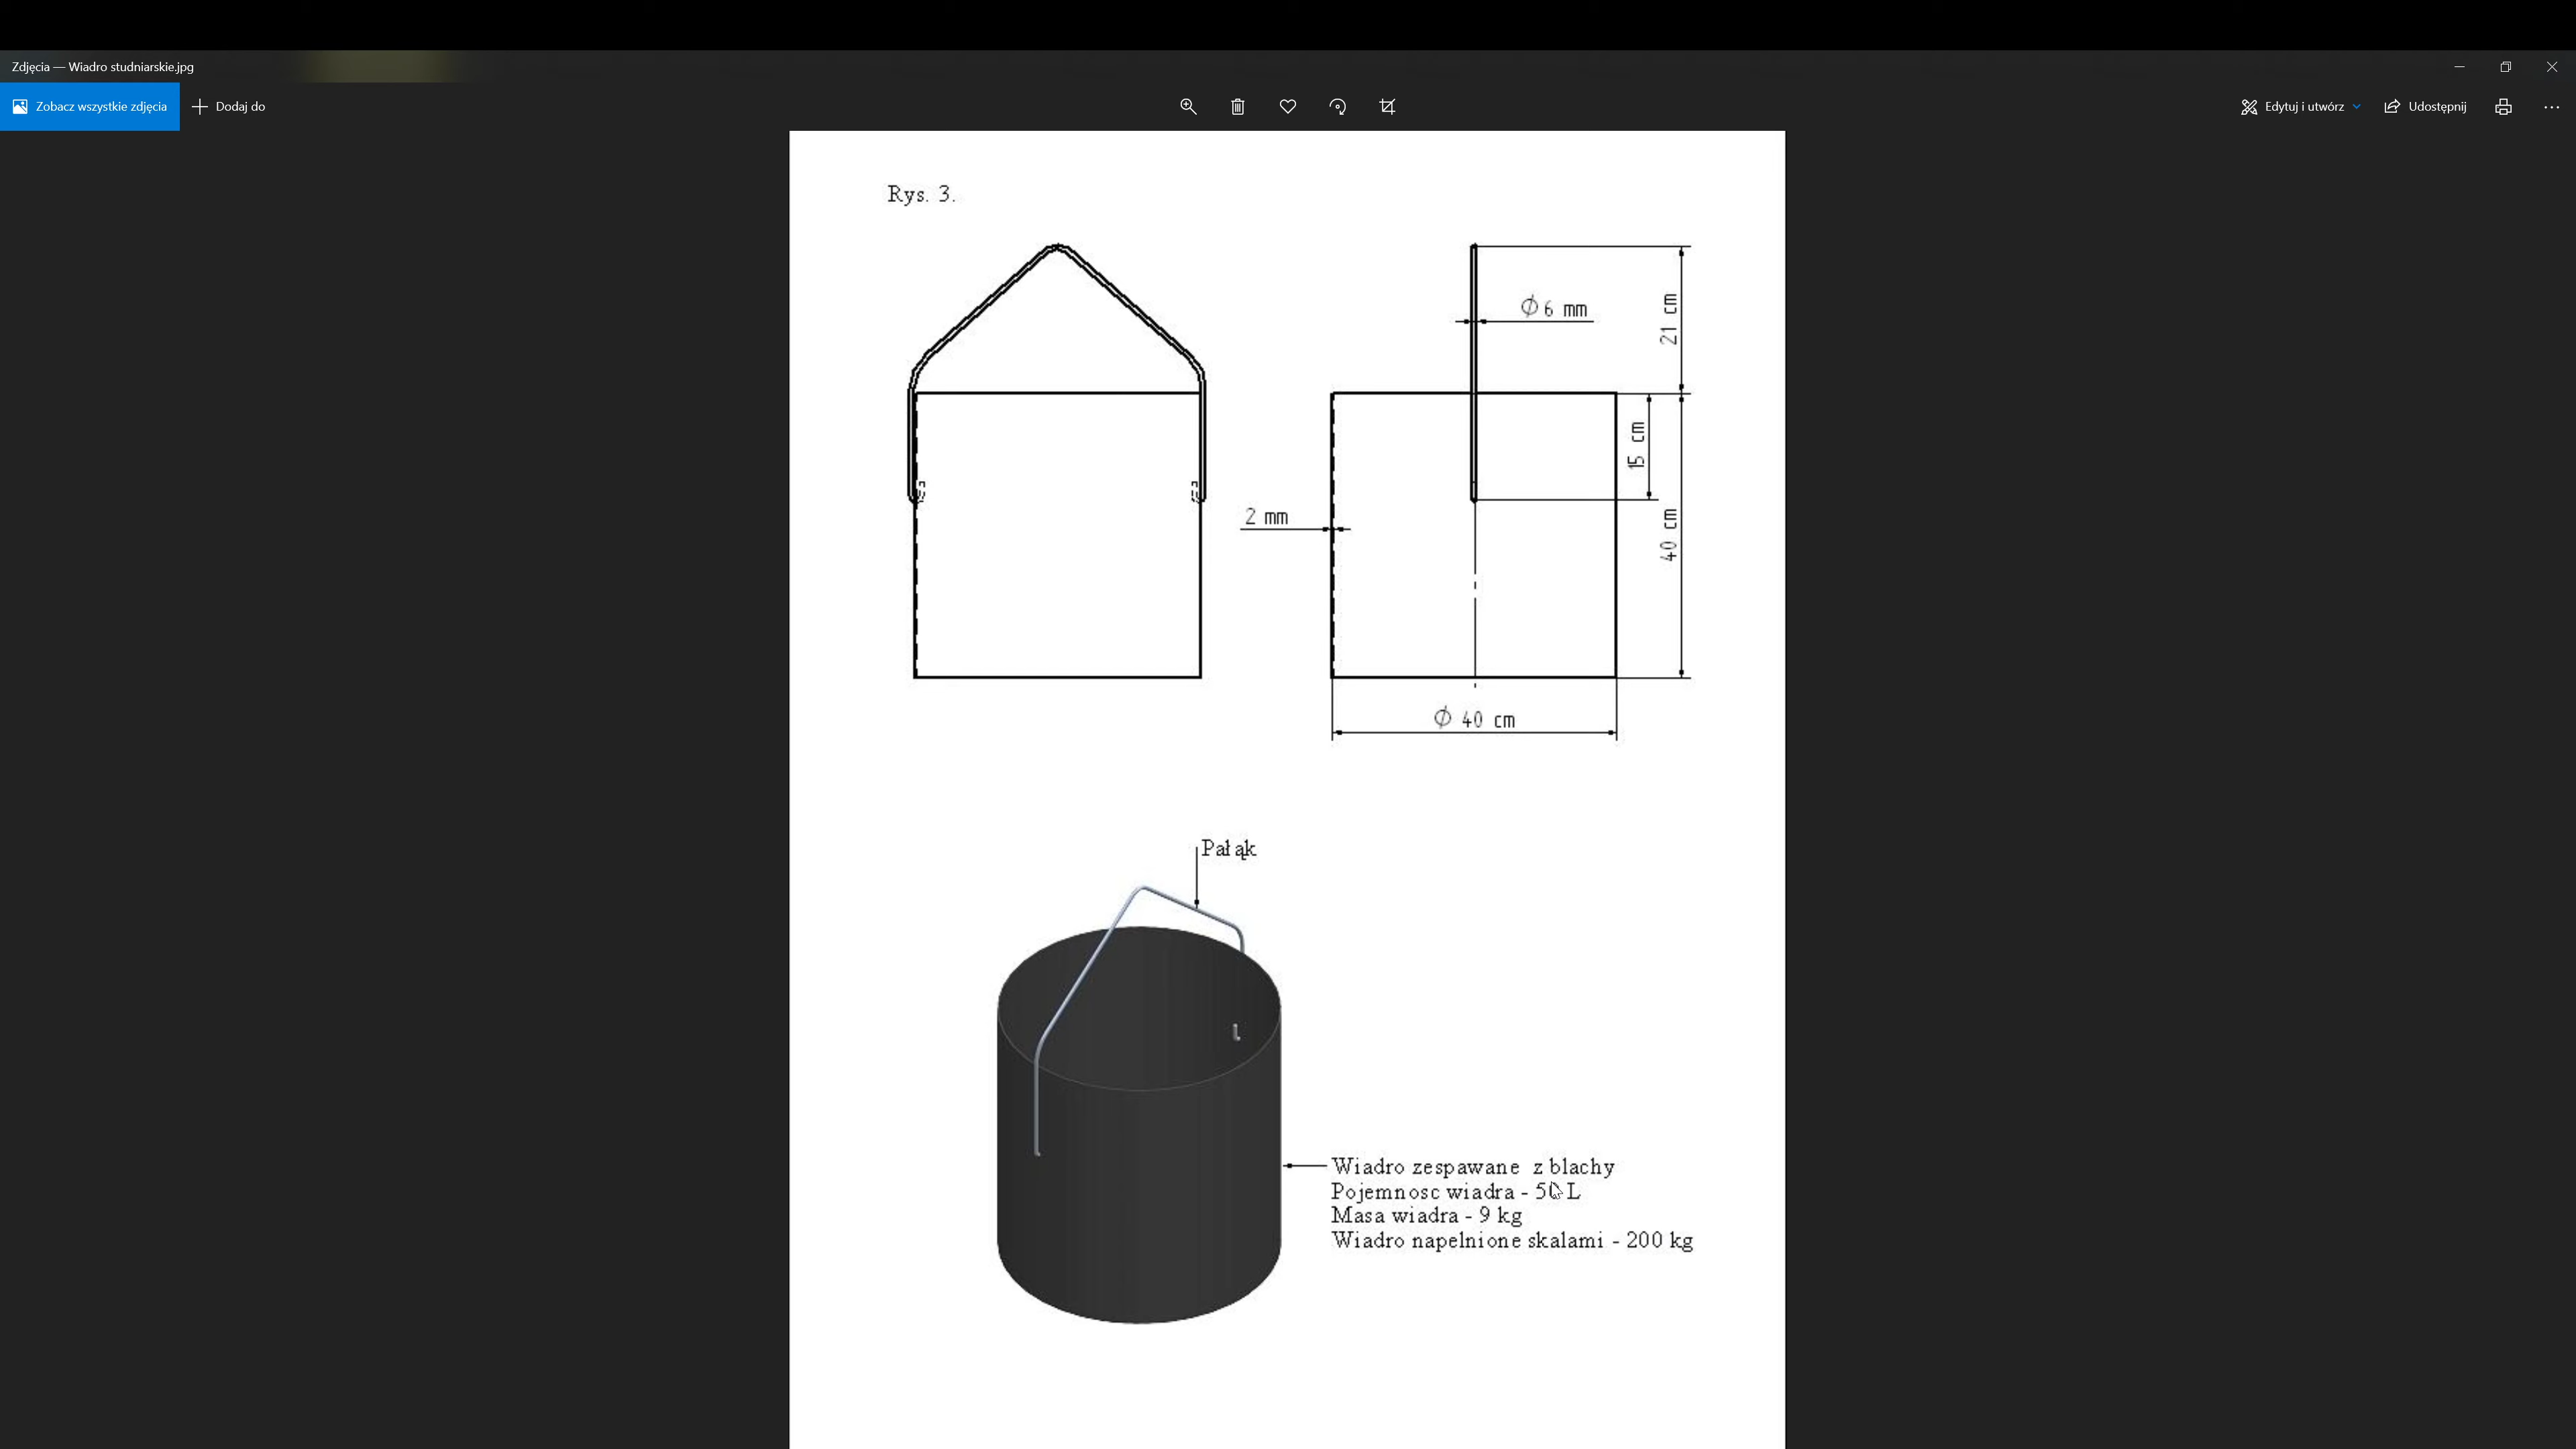 Zdjęcia — Wiadro studniarskie.jpg
Zobacz wszystkie zdjęcia
Dodaj do
Edytuj i utwórz
Udostępnij
Rys. 3.
Ø 6 mm
21 cm
15 cm
2 mm
40 cm
Ø 40 cm
Pałąk
Wiadro zespawane z blachy
Pojemnosc wiadra - 50 L
Masa wiadra - 9 kg
Wiadro napelnione skalami - 200 kg